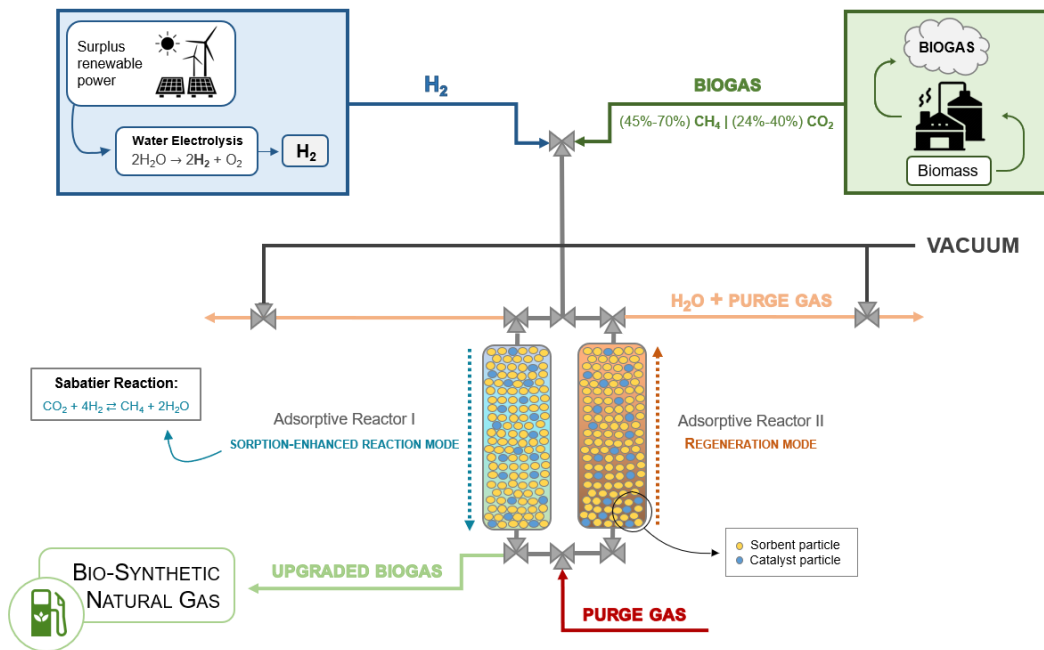 Surplus
renewable
power
Water Electrolysis
2H₂O → 2H₂ + O₂
H₂
H₂
BIOGAS
(45%-70%) CH₄ | (24%-40%) CO₂
BIOGAS
Biomass
VACUUM
H₂O + PURGE GAS
Sabatier Reaction:
CO₂ + 4H₂ ⇄ CH₄ + 2H₂O
Adsorptive Reactor I
SORPTION-ENHANCED REACTION MODE
Adsorptive Reactor II
REGENERATION MODE
Sorbent particle
Catalyst particle
UPGRADED BIOGAS
BIO-SYNTHETIC
NATURAL GAS
PURGE GAS